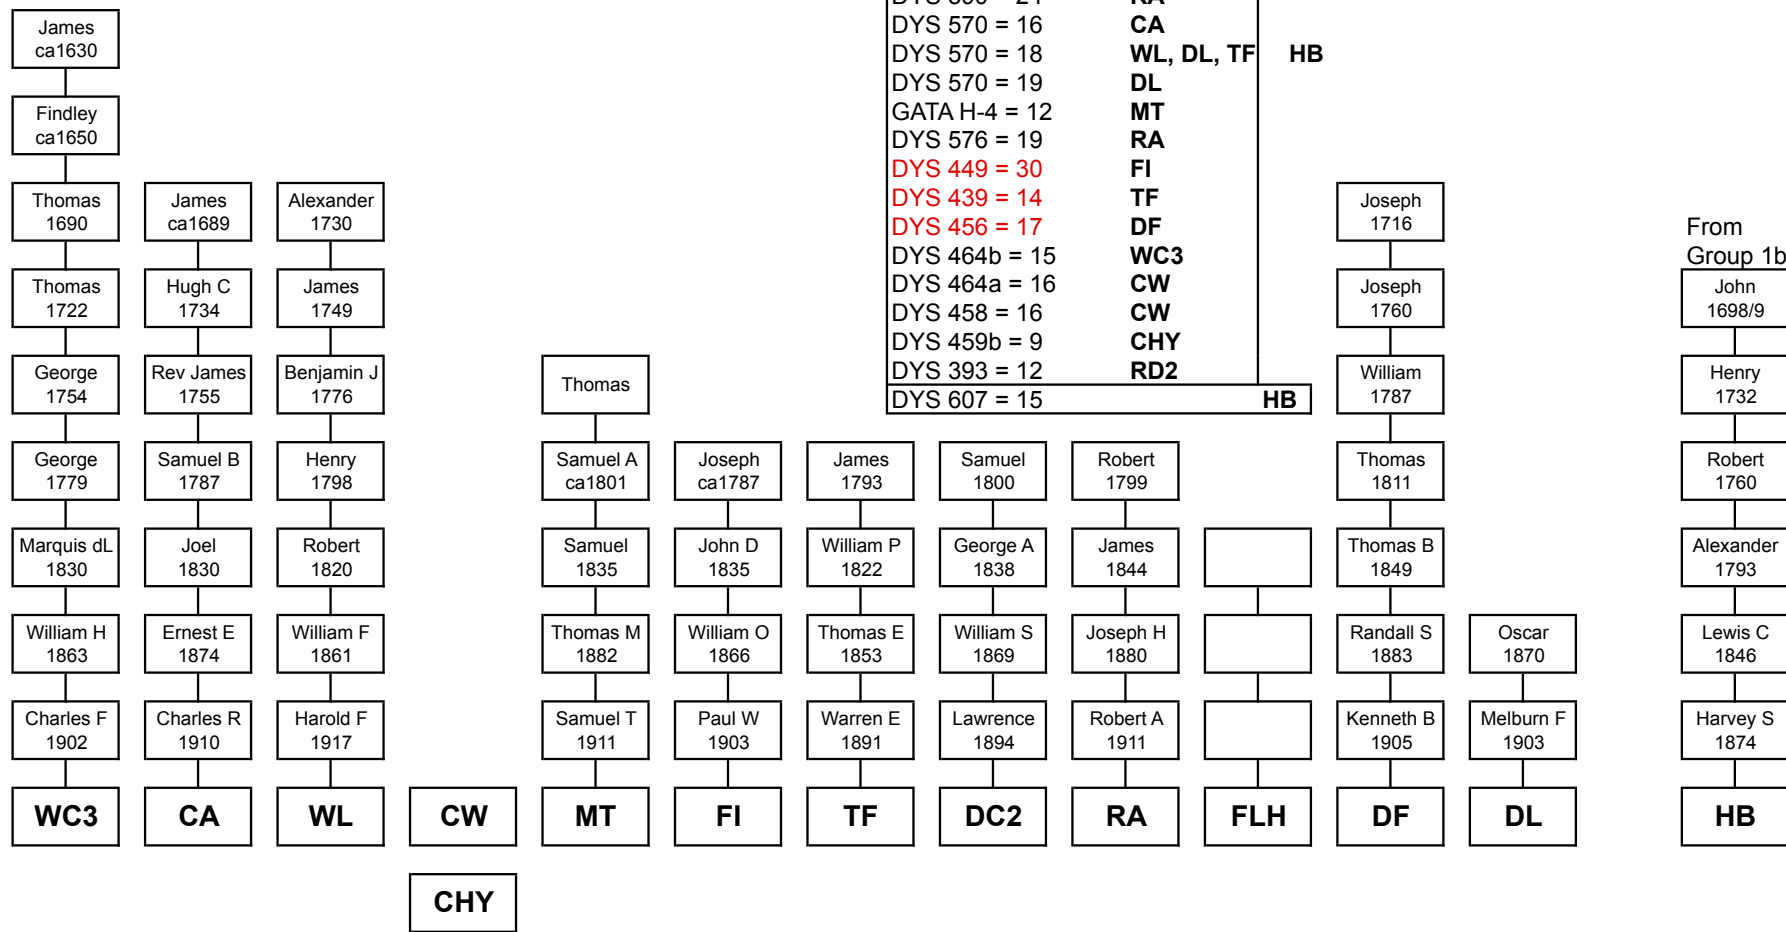 James
ca1630
Findley
ca1650
Thomas
1690
Thomas
1722
George
1754
George
1779
Marquis dL
1830
William H
1863
Charles F
1902
WC3
James
ca1689
Hugh C
1734
Rev James
1755
Samuel B
1787
Joel
1830
Ernest E
1874
Charles R
1910
CA
Alexander
1730
James
1749
Benjamin J
1776
Henry
1798
Robert
1820
William F
1861
Harold F
1917
WL
CW
CHY
Thomas
Samuel A
ca1801
Samuel
1835
Thomas M
1882
Samuel T
1911
MT
Joseph
ca1787
John D
1835
William O
1866
Paul W
1903
FI
James
1793
William P
1822
Thomas E
1853
Warren E
1891
TF
DYS 570 = 16 CA
DYS 570 = 18 WL, DL, TF HB
DYS 570 = 19 DL
GATA H-4 = 12 MT
DYS 576 = 19 RA
DYS 449 = 30 FI
DYS 439 = 14 TF
DYS 456 = 17 DF
DYS 464b = 15 WC3
DYS 464a = 16 CW
DYS 458 = 16 CW
DYS 459b = 9 CHY
DYS 393 = 12 RD2
DYS 607 = 15 HB
Samuel
1800
George A
1838
William S
1869
Lawrence
1894
DC2
Robert
1799
James
1844
Joseph H
1880
Robert A
1911
RA
FLH
Joseph
1716
Joseph
1760
William
1787
Thomas
1811
Thomas B
1849
Randall S
1883
Kenneth B
1905
DF
Oscar
1870
Melburn F
1903
DL
From
Group 1b
John
1698/9
Henry
1732
Robert
1760
Alexander
1793
Lewis C
1846
Harvey S
1874
HB